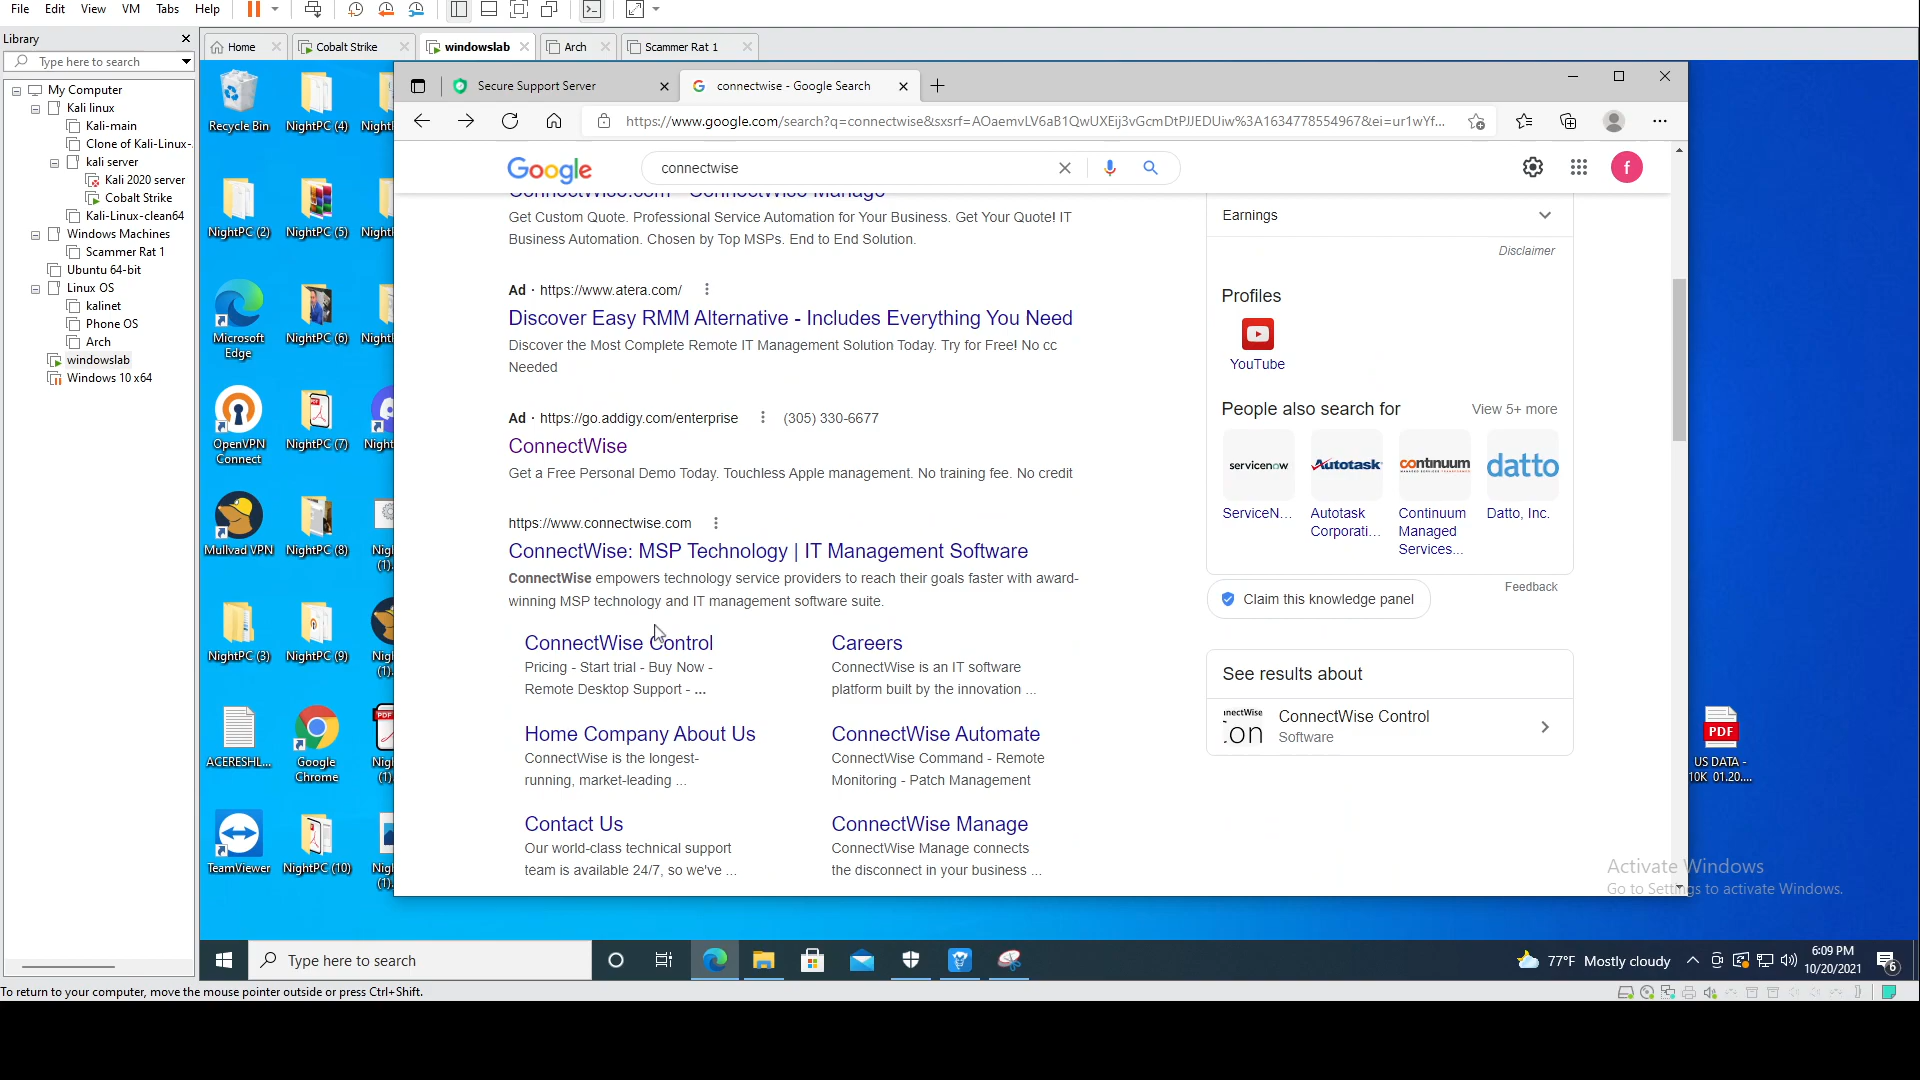 File Edit View VM Tabs Help
Library
Type here to search
My Computer
Kali linux
Kali-main
Clone of Kali-Linux-
kali server
Kali 2020 server
Cobalt Strike
Kali-Linux-clean64
Windows Machines
Scammer Rat 1
Ubuntu 64-bit
Linux OS
kalinet
Phone OS
Arch
windowslab
Windows 10 x64
Home
Cobalt Strike
windowslab
Arch
Scammer Rat 1
Recycle Bin
NightPC (4)
NightPC (2)
NightPC (5)
Microsoft
Edge
NightPC (6)
OpenVPN
Connect
NightPC (7)
Mullvad VPN
NightPC (8)
NightPC (3)
NightPC (9)
ACERESHL...
Google
Chrome
TeamViewer
NightPC (10)
Secure Support Server
connectwise - Google Search
https://www.google.com/search?q=connectwise&sxsrf=AOaemvLV6aB1QwUXEij3vGcmDtPJJEDUiw%3A1634778554967&ei=ur1wYf...
Google
connectwise
f
ConnectWise.com - ConnectWise Manage
Get Custom Quote. Professional Service Automation for Your Business. Get Your Quote! IT
Business Automation. Chosen by Top MSPs. End to End Solution.
Ad · https://www.atera.com/
Discover Easy RMM Alternative - Includes Everything You Need
Discover the Most Complete Remote IT Management Solution Today. Try for Free! No cc
Needed
Ad · https://go.addigy.com/enterprise (305) 330-6677
ConnectWise
Get a Free Personal Demo Today. Touchless Apple management. No training fee. No credit
https://www.connectwise.com
ConnectWise: MSP Technology | IT Management Software
ConnectWise empowers technology service providers to reach their goals faster with award-
winning MSP technology and IT management software suite.
ConnectWise Control
Pricing - Start trial - Buy Now -
Remote Desktop Support - ...
Careers
ConnectWise is an IT software
platform built by the innovation ...
Home Company About Us
ConnectWise is the longest-
running, market-leading ...
ConnectWise Automate
ConnectWise Command - Remote
Monitoring - Patch Management
Contact Us
Our world-class technical support
team is available 24/7, so we've ...
ConnectWise Manage
ConnectWise Manage connects
the disconnect in your business ...
Earnings
Disclaimer
Profiles
YouTube
People also search for
View 5+ more
servicenow
Autotask
continuum
datto
ServiceN...
Autotask
Corporati...
Continuum
Managed
Services...
Datto, Inc.
Feedback
Claim this knowledge panel
See results about
ConnectWise Control
Software
PDF
US DATA -
10K 01.20....
Activate Windows
Go to Settings to activate Windows.
Type here to search
77°F Mostly cloudy
6:09 PM
10/20/2021
6
To return to your computer, move the mouse pointer outside or press Ctrl+Shift.